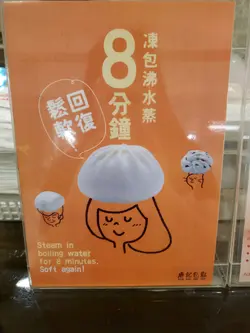 凍包沸水蒸
8分鐘
回復
鬆軟
Steam in
boiling water
for 8 minutes.
Soft again!